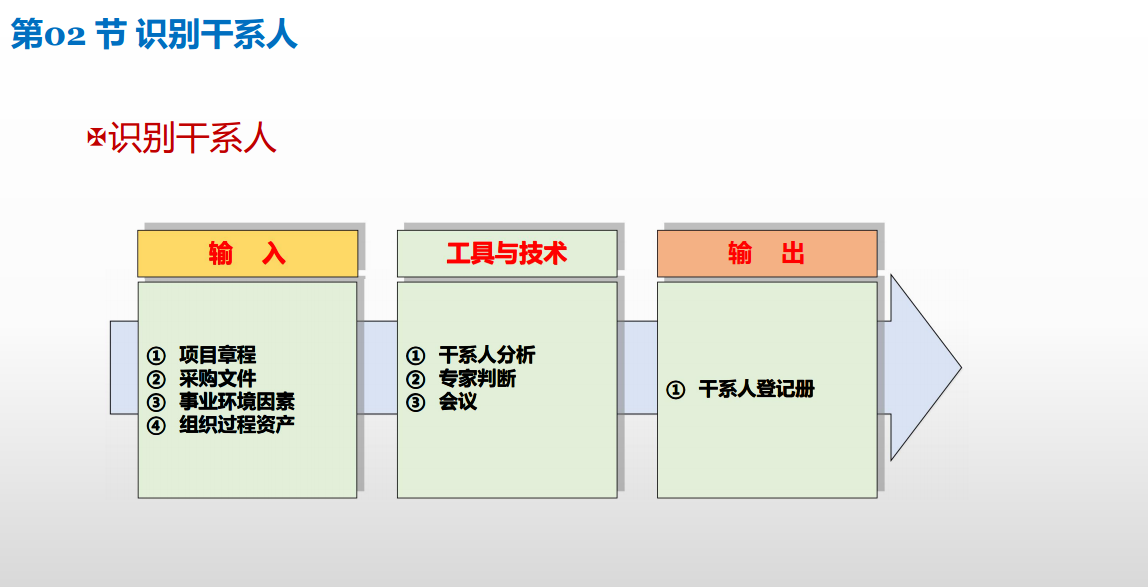 第02 节 识别干系人
✠识别干系人
输 入
① 项目章程
② 采购文件
③ 事业环境因素
④ 组织过程资产
工具与技术
① 干系人分析
② 专家判断
③ 会议
输 出
① 干系人登记册